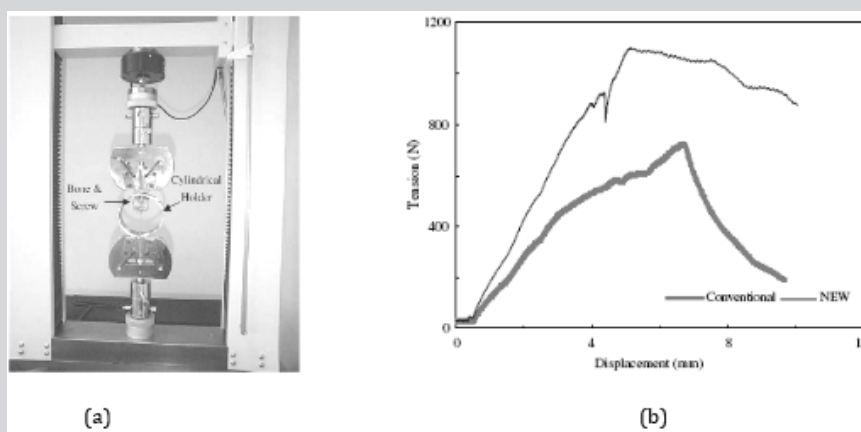 Bone &
Screw
Cylindrical
Holder
(a)
1200
800
400
0
0
4
8
Tension (N)
Displacement (mm)
Conventional
NEW
(b)